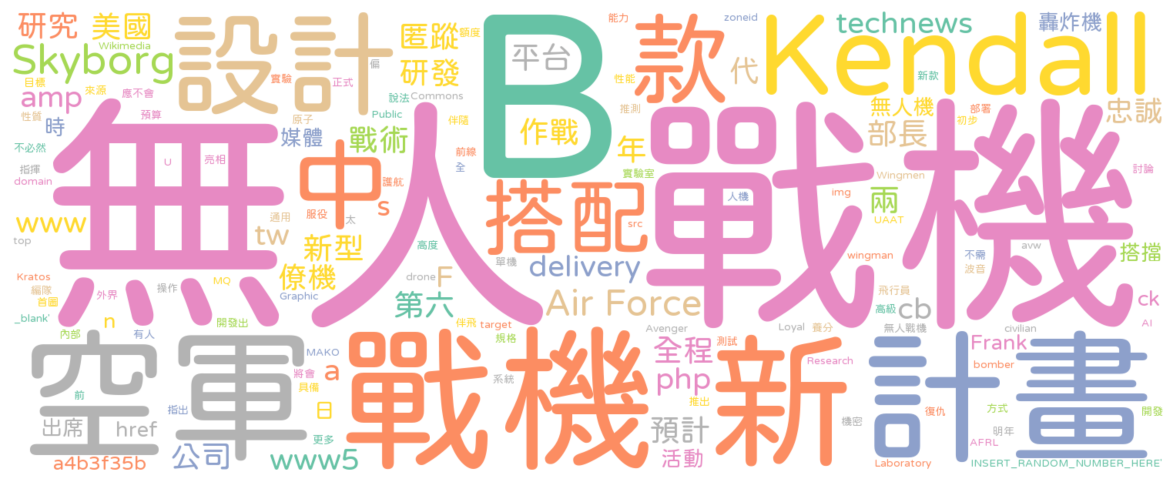 研究 美國 設計 匿蹤 額度 B 平台 款 能力 zoneid Kendall technews 轟炸機
Wikimedia 偏
Skyborg 研發 代 性能 新款
目標 來源 應不會 實驗 正式
amp 說法 Commons 無人機 部署 忠誠
性質 預算 原子 Public 伴隨 作戰 推測 初步
時 媒體 戰術 年 部長
不必然 中 前線
指揮 U 亮相 全 實驗室 Wingmen 討論
domain 護航 人機 img 兩
www 無人 s 搭配 戰機 UAAT
top tw 通用 服役 太 src
新型 高度 單機 wingman 不需 搭擋
Kratos 僚機 drone delivery 波音 avw
編隊 MQ F
意圖 外界 操作 Graphic 第六 Air Force 飛行員 cb ck
_blank' n 開發出 伴飛 target 高級
內部 有人 規格 Avenger Loyal 養分 無人戰機 civilian AI
空軍 MAKO 戰機 新 全程 測試 計畫 Frank
前 將會 a 系統 php Research bomber
指出 具備 日 推出 復仇 方式 開發
出席 href 更多 預計 機密 明年
公司 www5 活動 AFRL
a4b3f35b Laboratory INSERT_RANDOM_NUMBER_HERE'